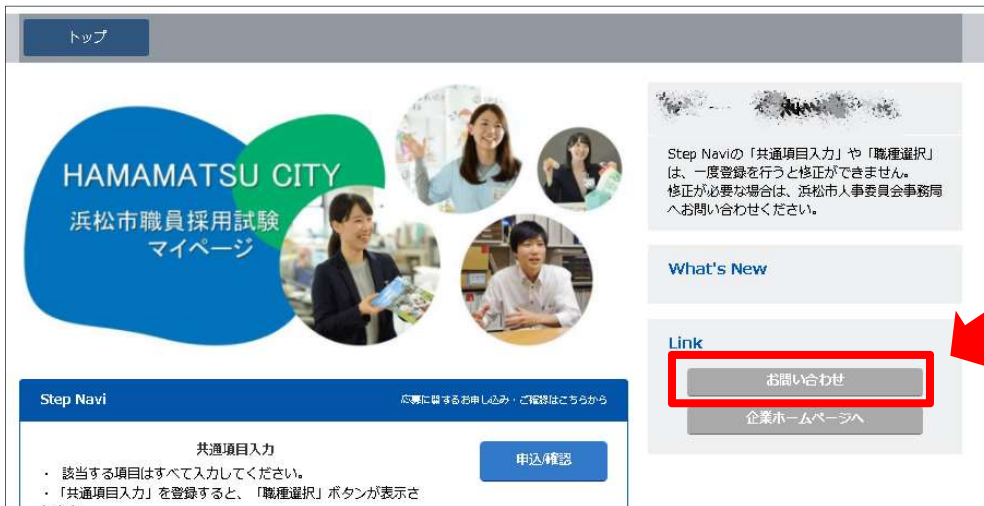 トップ
HAMAMATSU CITY
浜松市職員採用試験
マイページ
Step Naviの「共通項目入力」や「職種選択」
は、一度登録を行うと修正ができません。
修正が必要な場合は、浜松市人事委員会事務局
へお問い合わせください。
What's New
Link
お問い合わせ
企業ホームページへ
Step Navi
応募に関するお申し込み・ご確認はこちらから
共通項目入力
申込/確認
・ 該当する項目はすべて入力してください。
・「共通項目入力」を登録すると、「職種選択」ボタンが表示さ